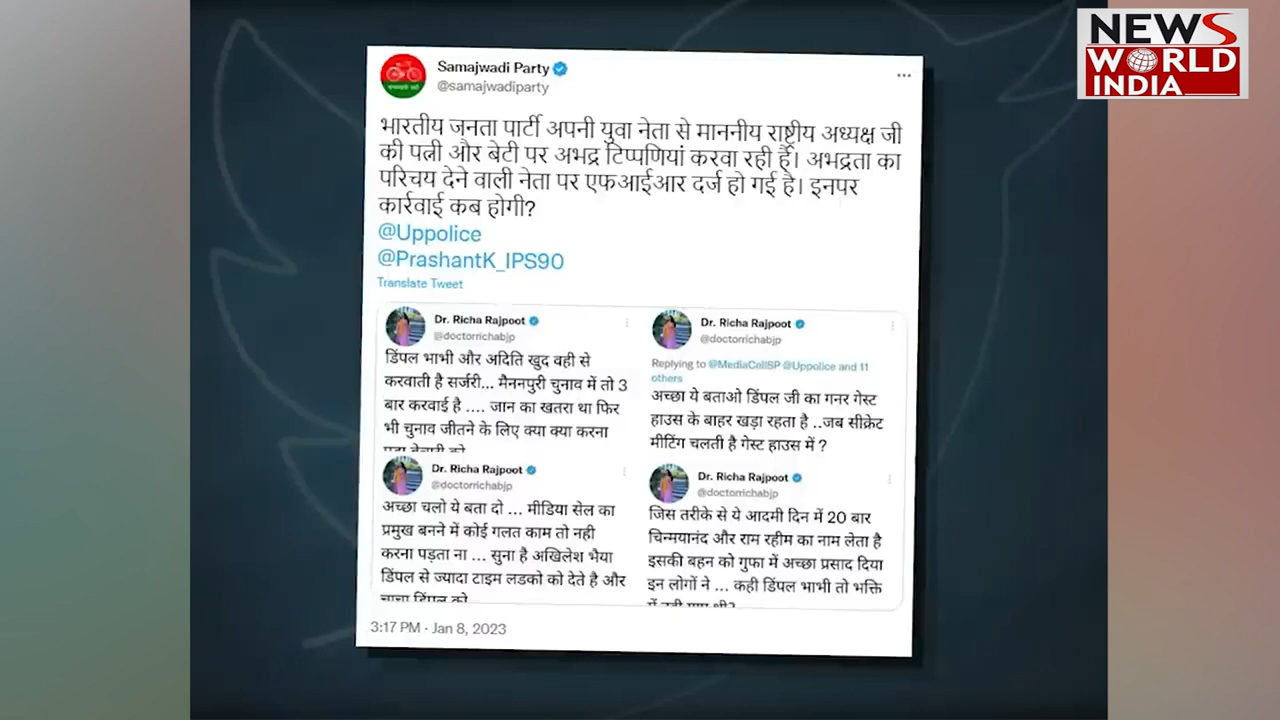 NEWS
WORLD
INDIA
Samajwadi Party
@samajwadiparty
भारतीय जनता पार्टी अपनी युवा नेता से माननीय राष्ट्रीय अध्यक्ष जी
की पत्नी और बेटी पर अभद्र टिप्पणियां करवा रही हैं। अभद्रता का
परिचय देने वाली नेता पर एफआईआर दर्ज हो गई है। इनपर
कार्रवाई कब होगी?
@Uppolice
@PrashantK_IPS90
Translate Tweet
Dr. Richa Rajpoot
@doctorrichabjp
डिंपल भाभी और अदिति खुद वही से
करवाती है सर्जरी... मैननपुरी चुनाव में तो 3
बार करवाई है .... जान का खतरा था फिर
भी चुनाव जीतने के लिए क्या क्या करना
Dr. Richa Rajpoot
@doctorrichabjp
Replying to @MediaCellSP @Uppolice and 11
others
अच्छा ये बताओ डिंपल जी का गनर गेस्ट
हाउस के बाहर खड़ा रहता है ..जब सीक्रेट
मीटिंग चलती है गेस्ट हाउस में ?
Dr. Richa Rajpoot
@doctorrichabjp
अच्छा चलो ये बता दो ... मीडिया सेल का
प्रमुख बनने में कोई गलत काम तो नही
करना पड़ता ना ... सुना है अखिलेश भैया
डिंपल से ज्यादा टाइम लडको को देते है और
चाचा डिंपल को
Dr. Richa Rajpoot
@doctorrichabjp
जिस तरीके से ये आदमी दिन में 20 बार
चिन्मयानंद और राम रहीम का नाम लेता है
इसकी बहन को गुफा में अच्छा प्रसाद दिया
इन लोगों ने ... कही डिंपल भाभी तो भक्ति
3:17 PM · Jan 8, 2023